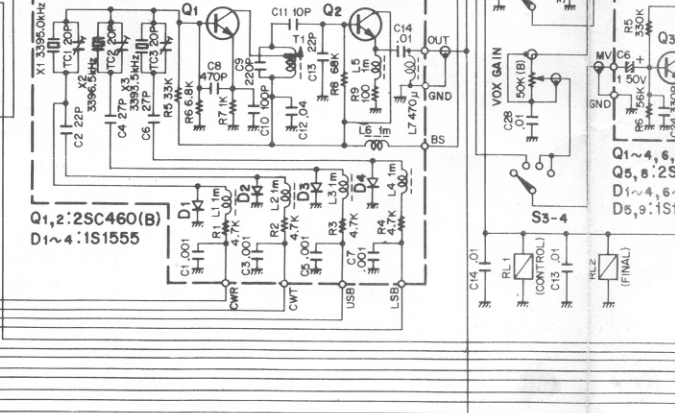 X1 3395.0kHz
TC1 20P
X2 3396.5kHz
TC2 20P
X3 3393.5kHz
TC3 20P
Q1
C11 10P
Q2
C14 .01
OUT
C8 470P
C9 220P
T1
C13 22P
R8 68K
L5 1m
R9
L7 470μ
GND
C2 22P
C4 27P
C6 27P
R5 33K
R6 6.8K
R7 1K
C10 100P
C12 .04
L6 1m
BS
D1
D2
D3
D4
L1 1m
L2 1m
L3 1m
L4 1m
R1 4.7K
R2 4.7K
R3 4.7K
R4 4.7K
C1 .001
C3 .001
C5 .001
C7 .001
CWR
CWT
USB
LSB
Q1,2:2SC460(B)
D1~4:1S1555
VOX GAIN
50K(B)
C28 .01
S3-4
C14 .01
RL1
(CONTROL)
C13 .01
RL2
(FINAL)
R5 330K
MV
C6
1 50V
GND
R6 56K
Q3
Q1~4,6,
Q5,8:2S
D1~4,6~
D5,9:1S1